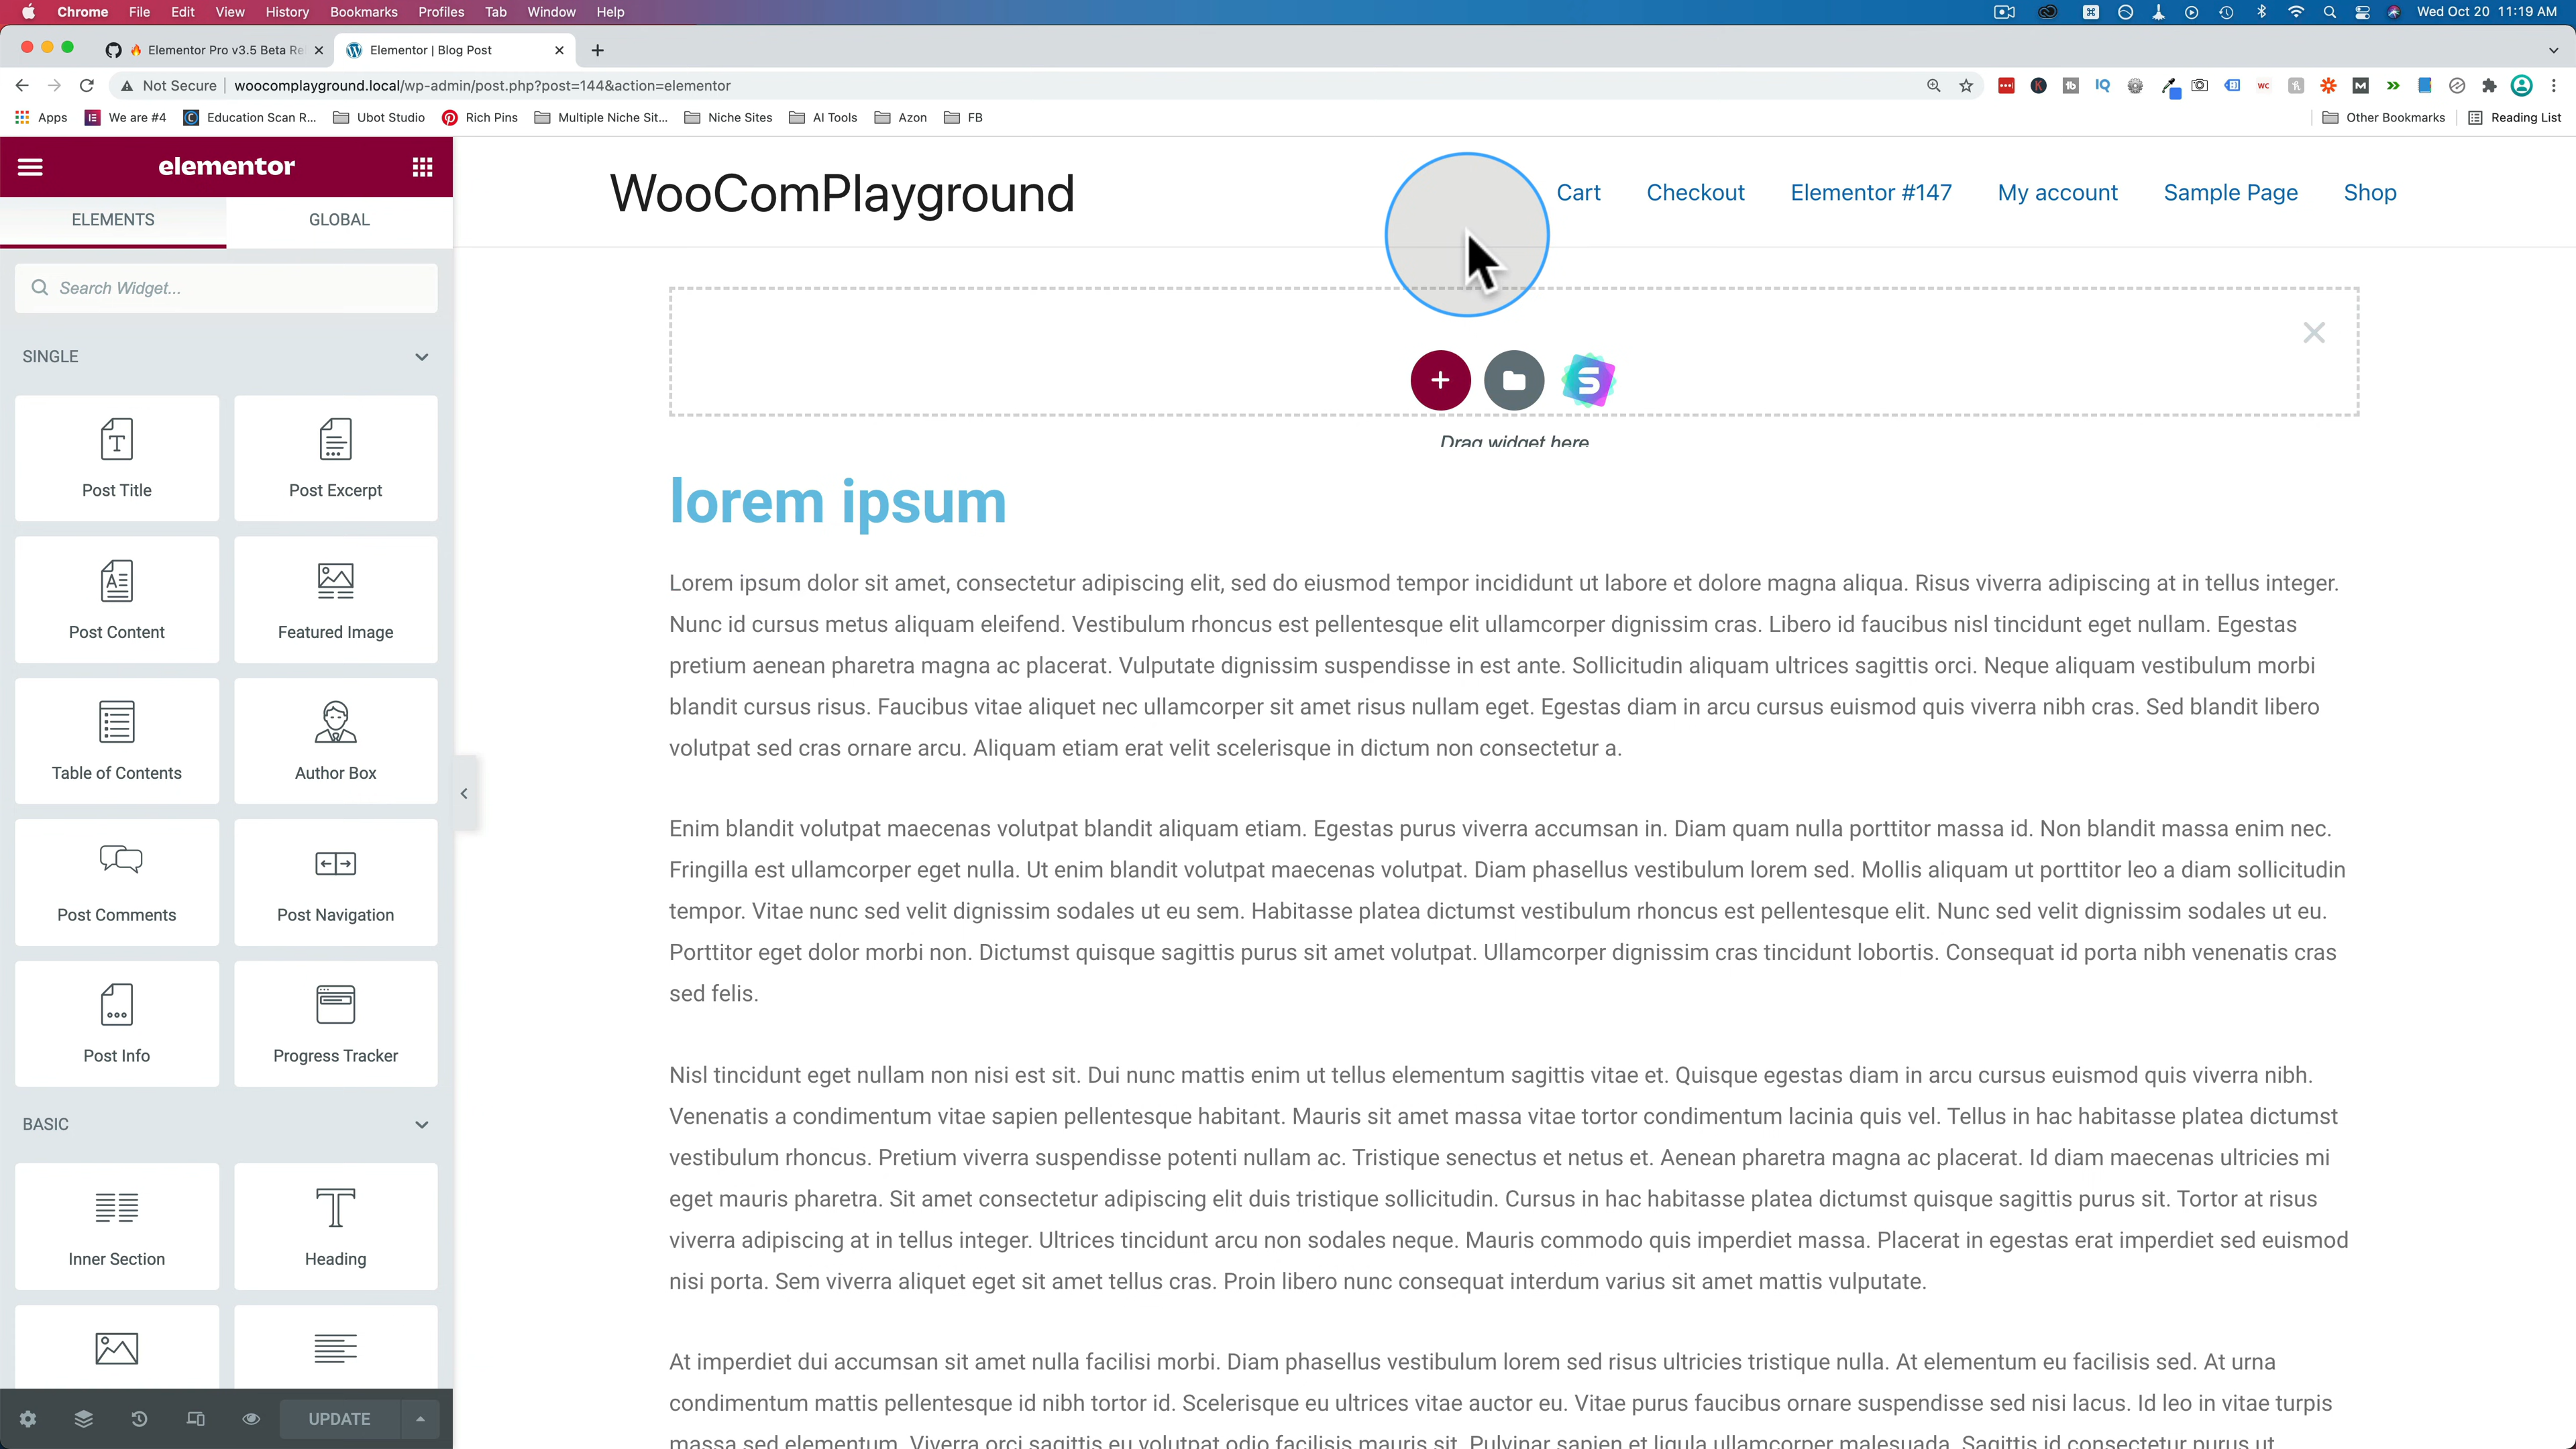 Chrome File Edit View History Bookmarks Profiles Tab Window Help
Wed Oct 20 11:19 AM
Elementor Pro v3.5 Beta Re
Elementor | Blog Post
Not Secure woocomplayground.local/wp-admin/post.php?post=144&action=elementor
Apps We are #4 Education Scan R... Ubot Studio Rich Pins Multiple Niche Sit... Niche Sites AI Tools Azon FB Other Bookmarks Reading List
elementor
ELEMENTS GLOBAL
Search Widget...
SINGLE
Post Title Post Excerpt
Post Content Featured Image
Table of Contents Author Box
Post Comments Post Navigation
Post Info Progress Tracker
BASIC
Inner Section Heading
UPDATE
WooComPlayground
Cart Checkout Elementor #147 My account Sample Page Shop
Drag widget here
lorem ipsum
Lorem ipsum dolor sit amet, consectetur adipiscing elit, sed do eiusmod tempor incididunt ut labore et dolore magna aliqua. Risus viverra adipiscing at in tellus integer.
Nunc id cursus metus aliquam eleifend. Vestibulum rhoncus est pellentesque elit ullamcorper dignissim cras. Libero id faucibus nisl tincidunt eget nullam. Egestas
pretium aenean pharetra magna ac placerat. Vulputate dignissim suspendisse in est ante. Sollicitudin aliquam ultrices sagittis orci. Neque aliquam vestibulum morbi
blandit cursus risus. Faucibus vitae aliquet nec ullamcorper sit amet risus nullam eget. Egestas diam in arcu cursus euismod quis viverra nibh cras. Sed blandit libero
volutpat sed cras ornare arcu. Aliquam etiam erat velit scelerisque in dictum non consectetur a.
Enim blandit volutpat maecenas volutpat blandit aliquam etiam. Egestas purus viverra accumsan in. Diam quam nulla porttitor massa id. Non blandit massa enim nec.
Fringilla est ullamcorper eget nulla. Ut enim blandit volutpat maecenas volutpat. Diam phasellus vestibulum lorem sed. Mollis aliquam ut porttitor leo a diam sollicitudin
tempor. Vitae nunc sed velit dignissim sodales ut eu sem. Habitasse platea dictumst vestibulum rhoncus est pellentesque elit. Nunc sed velit dignissim sodales ut eu.
Porttitor eget dolor morbi non. Dictumst quisque sagittis purus sit amet volutpat. Ullamcorper dignissim cras tincidunt lobortis. Consequat id porta nibh venenatis cras
sed felis.
Nisl tincidunt eget nullam non nisi est sit. Dui nunc mattis enim ut tellus elementum sagittis vitae et. Quisque egestas diam in arcu cursus euismod quis viverra nibh.
Venenatis a condimentum vitae sapien pellentesque habitant. Mauris sit amet massa vitae tortor condimentum lacinia quis vel. Tellus in hac habitasse platea dictumst
vestibulum rhoncus. Pretium viverra suspendisse potenti nullam ac. Tristique senectus et netus et. Aenean pharetra magna ac placerat. Id diam maecenas ultricies mi
eget mauris pharetra. Sit amet consectetur adipiscing elit duis tristique sollicitudin. Cursus in hac habitasse platea dictumst quisque sagittis purus sit. Tortor at risus
viverra adipiscing at in tellus integer. Ultrices tincidunt arcu non sodales neque. Mauris commodo quis imperdiet massa. Placerat in egestas erat imperdiet sed euismod
nisi porta. Sem viverra aliquet eget sit amet tellus cras. Proin libero nunc consequat interdum varius sit amet mattis vulputate.
At imperdiet dui accumsan sit amet nulla facilisi morbi. Diam phasellus vestibulum lorem sed risus ultricies tristique nulla. At elementum eu facilisis sed. At urna
condimentum mattis pellentesque id nibh tortor id. Scelerisque eu ultrices vitae auctor eu. Vitae purus faucibus ornare suspendisse sed nisi lacus. Id leo in vitae turpis
massa sed elementum. Viverra orci sagittis eu volutpat odio facilisis mauris sit. Pulvinar sapien et ligula ullamcorper malesuada. Sagittis id consectetur purus ut